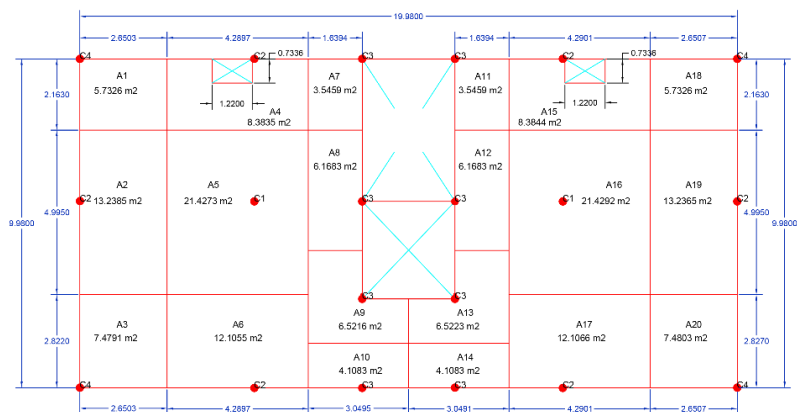 19.9800
2.6503 4.2897 1.6394 1.6394 4.2901 2.6507
C4 C2 C3 C3 C2 C4
0.7336 0.7336
A1 A7 A11 A18
5.7326 m2 3.5459 m2 3.5459 m2 5.7326 m2
2.1630 2.1630
1.2200 1.2200
A4 A15
8.3835 m2 8.3844 m2
A8 A12
6.1683 m2 6.1683 m2
A2 A5 A16 A19
C2 13.2385 m2 21.4273 m2 C1 C3 C3 C1 21.4292 m2 13.2365 m2 C2
9.9800 4.9950 4.9950 9.9800
C3 C3
A9 A13
6.5216 m2 6.5223 m2
A3 A6 A17 A20
7.4791 m2 12.1055 m2 12.1066 m2 7.4803 m2
2.8220 2.8270
A10 A14
4.1083 m2 4.1083 m2
C4 C2 C3 C3 C2 C4
2.6503 4.2897 3.0495 3.0491 4.2901 2.6507